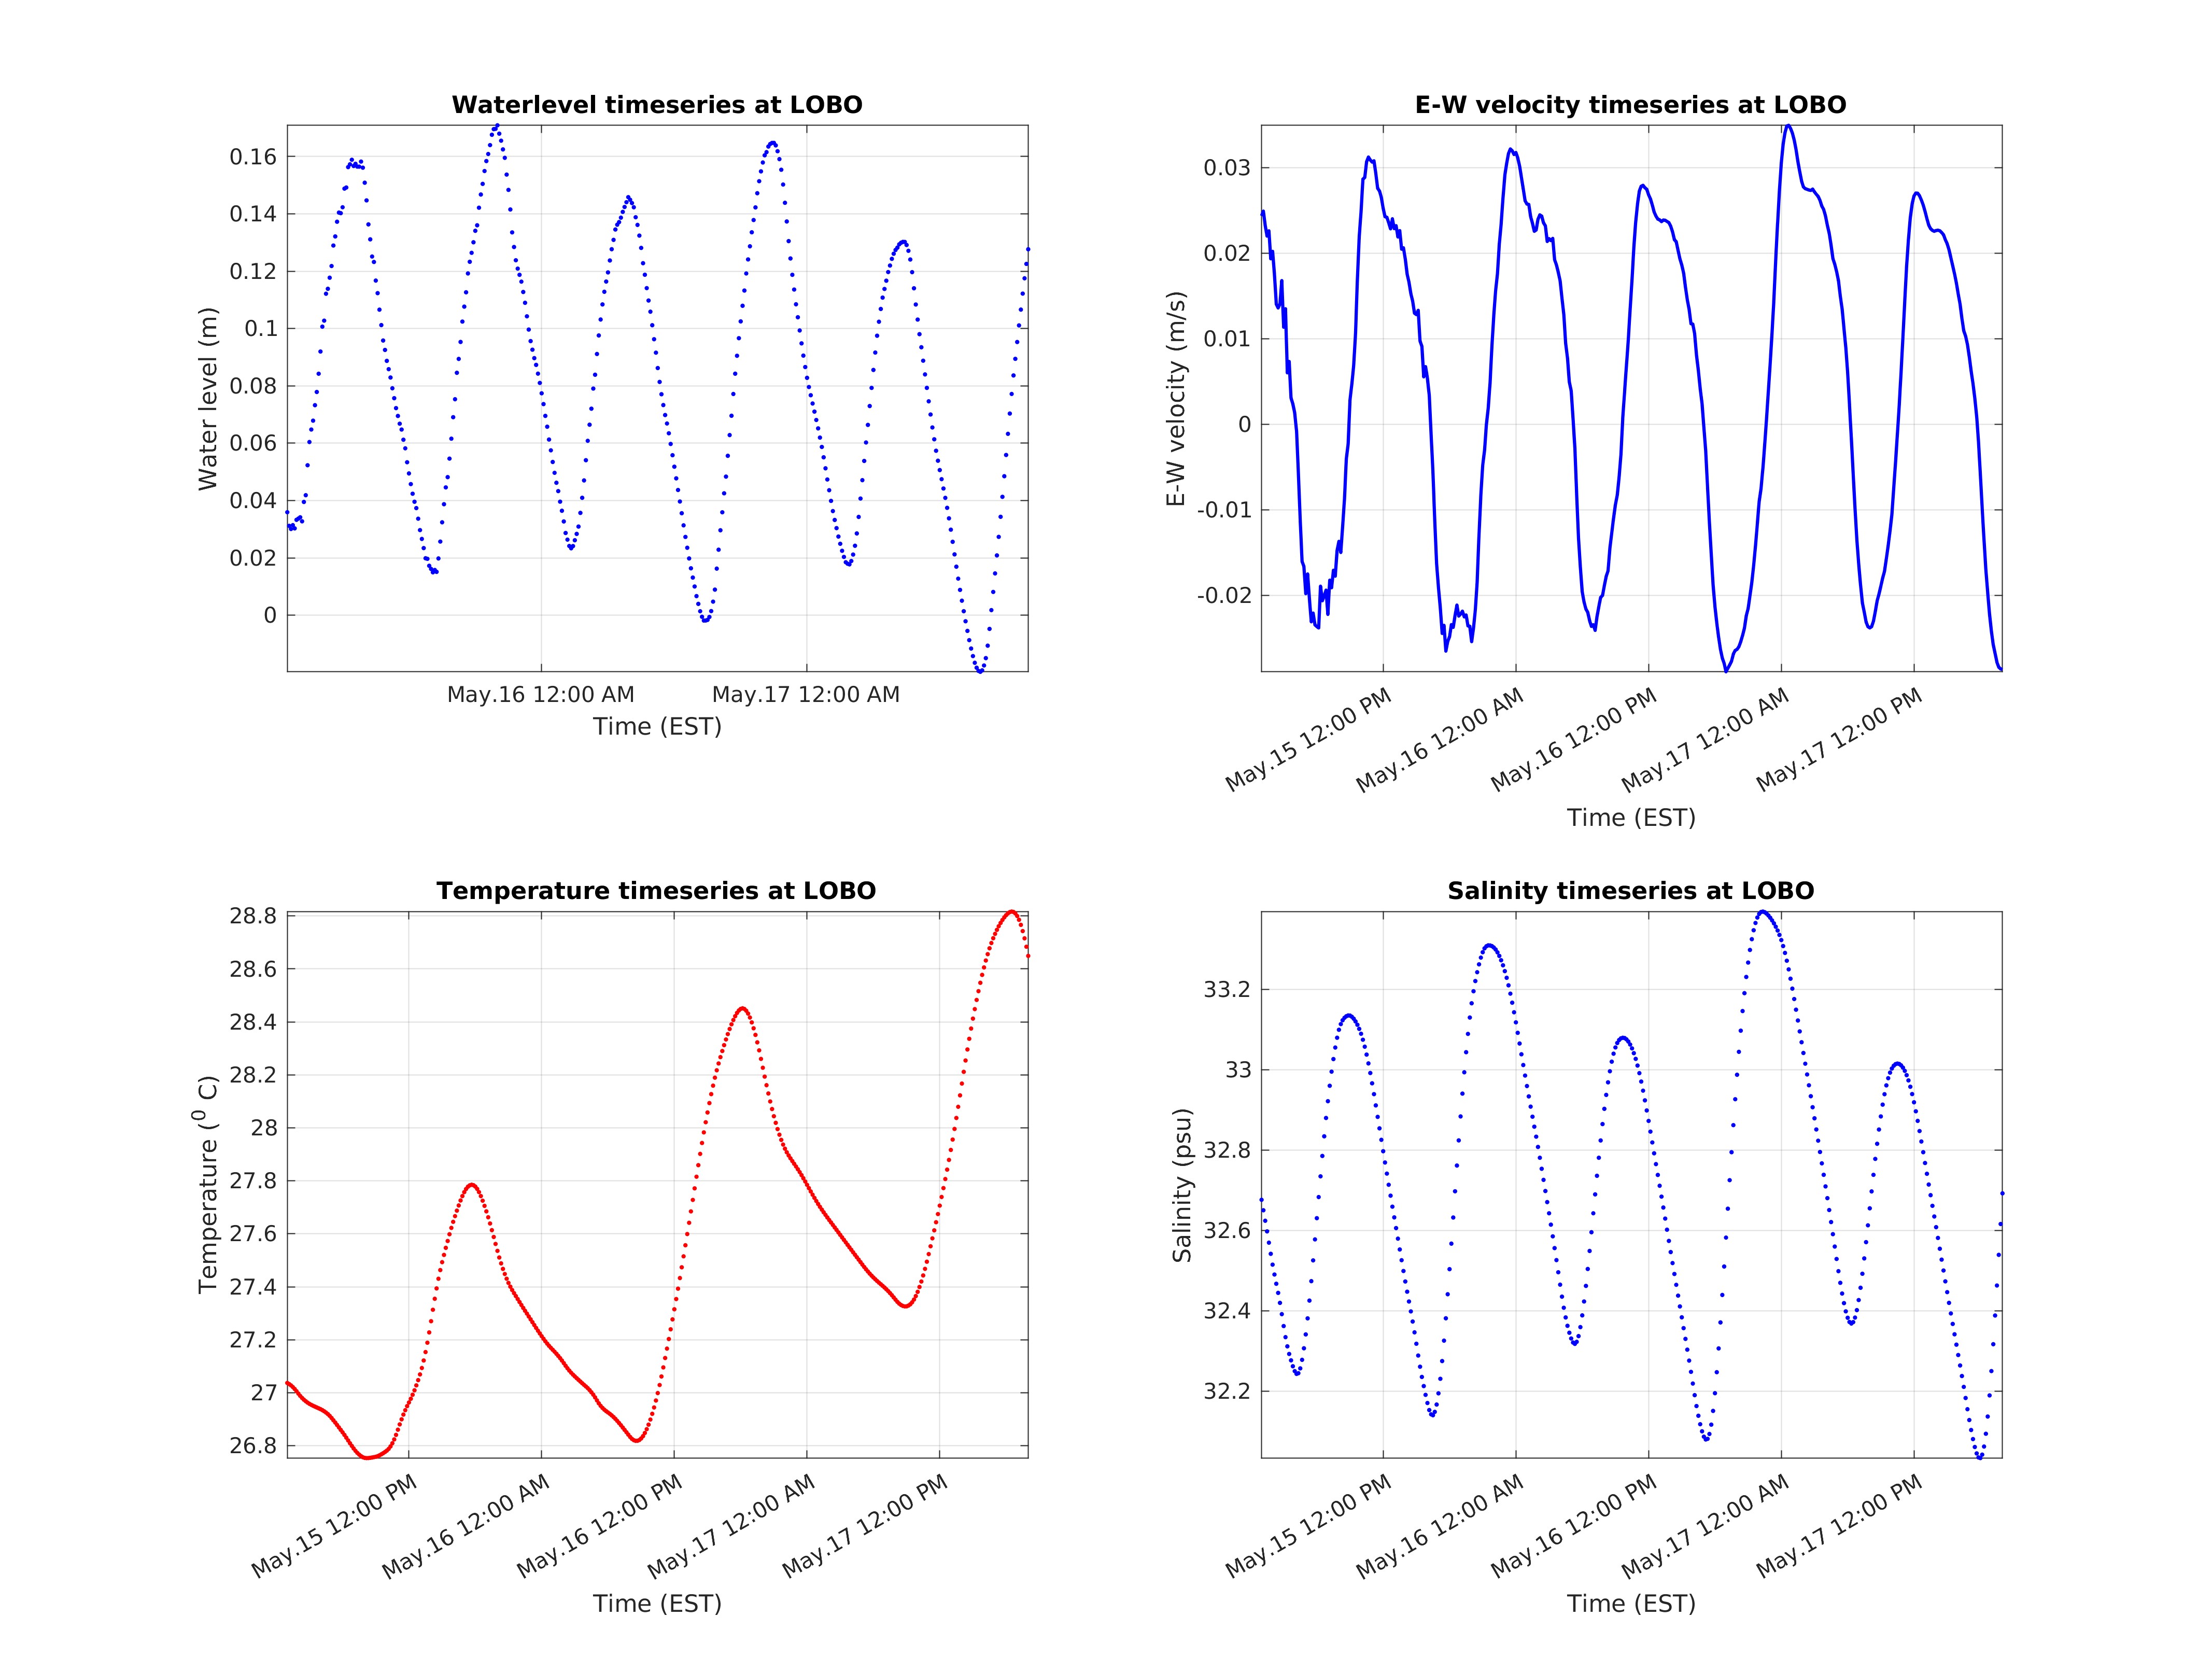 Waterlevel timeseries at LOBO
0.16
0.14
0.12
0.1
0.08
0.06
0.04
0.02
0
Water level (m)
May.16 12:00 AM May.17 12:00 AM
Time (EST)
E-W velocity timeseries at LOBO
0.03
0.02
0.01
0
-0.01
-0.02
E-W velocity (m/s)
May.15 12:00 PM
May.16 12:00 AM
May.16 12:00 PM
May.17 12:00 AM
May.17 12:00 PM
Time (EST)
Temperature timeseries at LOBO
28.8
28.6
28.4
28.2
28
27.8
27.6
27.4
27.2
27
26.8
Temperature (⁰ C)
May.15 12:00 PM
May.16 12:00 AM
May.16 12:00 PM
May.17 12:00 AM
May.17 12:00 PM
Time (EST)
Salinity timeseries at LOBO
33.2
33
32.8
32.6
32.4
32.2
Salinity (psu)
May.15 12:00 PM
May.16 12:00 AM
May.16 12:00 PM
May.17 12:00 AM
May.17 12:00 PM
Time (EST)